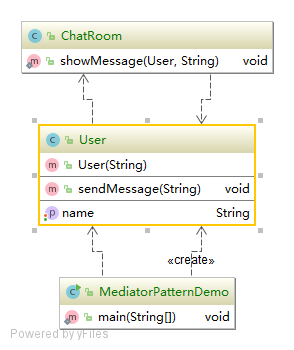 ChatRoom
showMessage(User, String) void
User
User(String)
sendMessage(String) void
name String
«create»
MediatorPatternDemo
main(String[]) void
Powered by yFiles